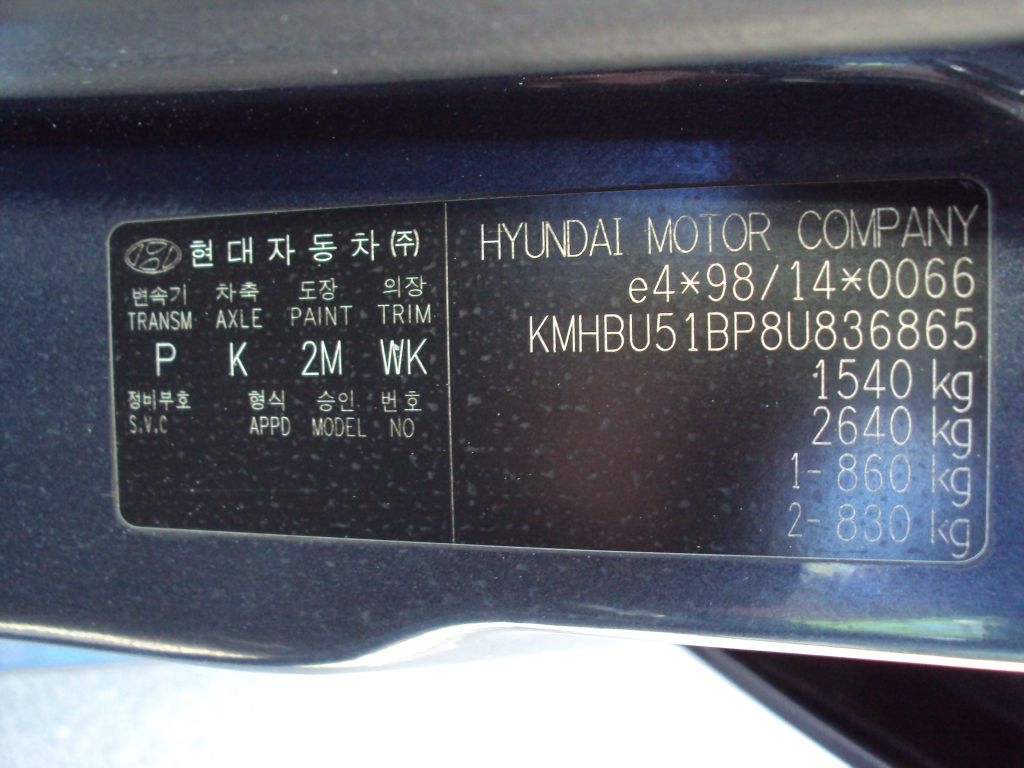 현대자동차 (주)
변속기 차축 도장 의장
TRANSM AXLE PAINT TRIM
P K 2M WK
정비부호 형식 승인 번호
S.V.C APPD MODEL NO
HYUNDAI MOTOR COMPANY
e4*98/14*0066
KMHBU51BP8U836865
1540 kg
2640 kg
1- 860 kg
2- 830 kg